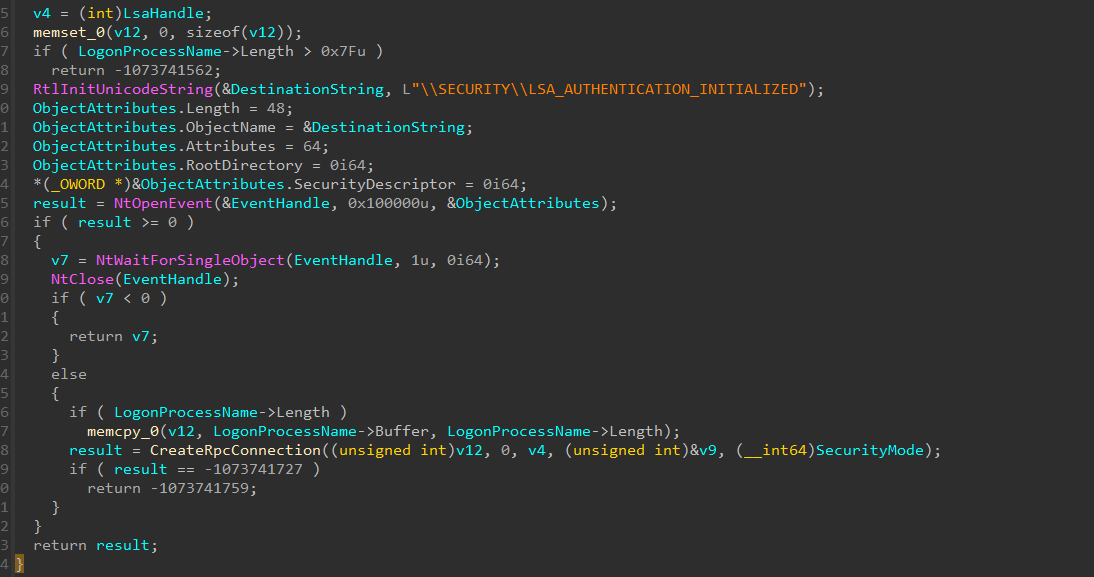 5 v4 = (int)LsaHandle;
6 memset_0(v12, 0, sizeof(v12));
7 if ( LogonProcessName->Length > 0x7Fu )
8 return -1073741562;
9 RtlInitUnicodeString(&DestinationString, L"\\SECURITY\\LSA_AUTHENTICATION_INITIALIZED");
0 ObjectAttributes.Length = 48;
1 ObjectAttributes.ObjectName = &DestinationString;
2 ObjectAttributes.Attributes = 64;
3 ObjectAttributes.RootDirectory = 0i64;
4 *(_OWORD *)&ObjectAttributes.SecurityDescriptor = 0i64;
5 result = NtOpenEvent(&EventHandle, 0x100000u, &ObjectAttributes);
6 if ( result >= 0 )
7 {
8 v7 = NtWaitForSingleObject(EventHandle, 1u, 0i64);
9 NtClose(EventHandle);
0 if ( v7 < 0 )
1 {
2 return v7;
3 }
4 else
5 {
6 if ( LogonProcessName->Length )
7 memcpy_0(v12, LogonProcessName->Buffer, LogonProcessName->Length);
8 result = CreateRpcConnection((unsigned int)v12, 0, v4, (unsigned int)&v9, (__int64)SecurityMode);
9 if ( result == -1073741727 )
0 return -1073741759;
1 }
2 }
3 return result;
4 }